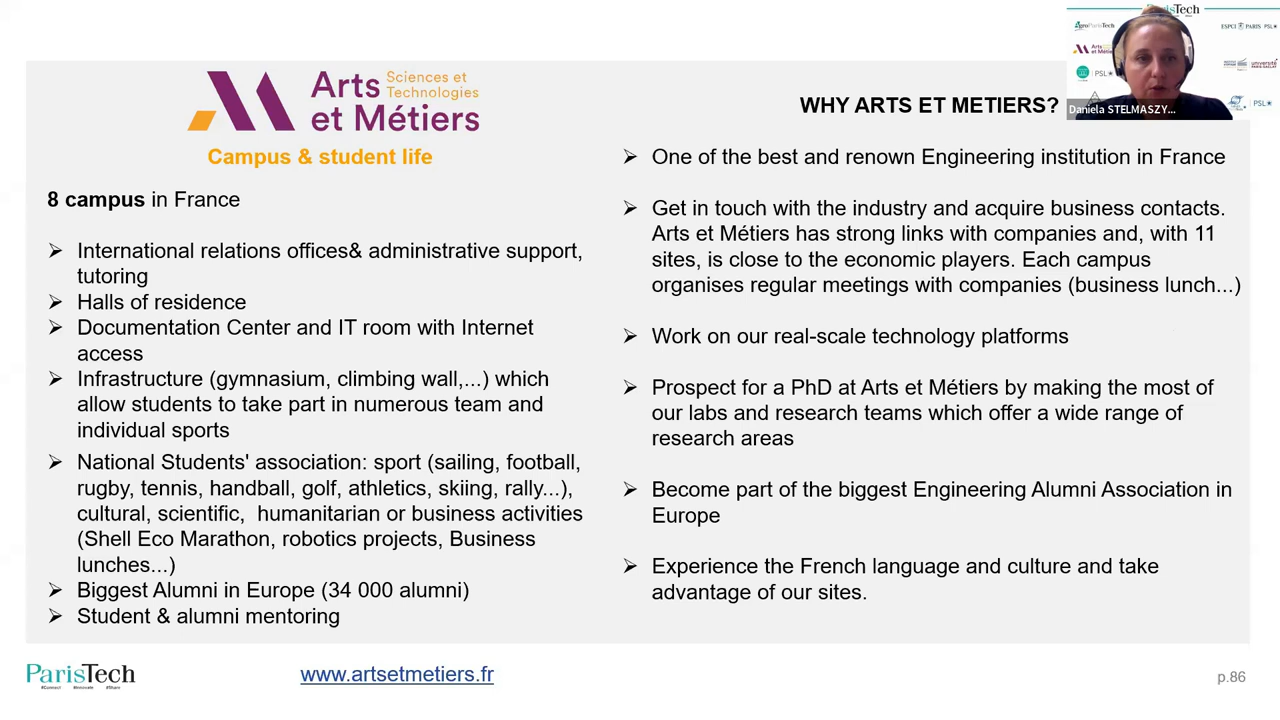 Arts et Métiers
Sciences et Technologies
Campus & student life
8 campus in France
➢ International relations offices& administrative support,
tutoring
➢ Halls of residence
➢ Documentation Center and IT room with Internet
access
➢ Infrastructure (gymnasium, climbing wall,...) which
allow students to take part in numerous team and
individual sports
➢ National Students' association: sport (sailing, football,
rugby, tennis, handball, golf, athletics, skiing, rally...),
cultural, scientific, humanitarian or business activities
(Shell Eco Marathon, robotics projects, Business
lunches...)
➢ Biggest Alumni in Europe (34 000 alumni)
➢ Student & alumni mentoring
WHY ARTS ET METIERS?
➢ One of the best and renown Engineering institution in France
➢ Get in touch with the industry and acquire business contacts.
Arts et Métiers has strong links with companies and, with 11
sites, is close to the economic players. Each campus
organises regular meetings with companies (business lunch...)
➢ Work on our real-scale technology platforms
➢ Prospect for a PhD at Arts et Métiers by making the most of
our labs and research teams which offer a wide range of
research areas
➢ Become part of the biggest Engineering Alumni Association in
Europe
➢ Experience the French language and culture and take
advantage of our sites.
AgroParisTech
ESPCI PARIS PSL
PSL
PSL
Daniela STELMASZY...
ParisTech
#Connect #Innovate #Share
www.artsetmetiers.fr
p.86